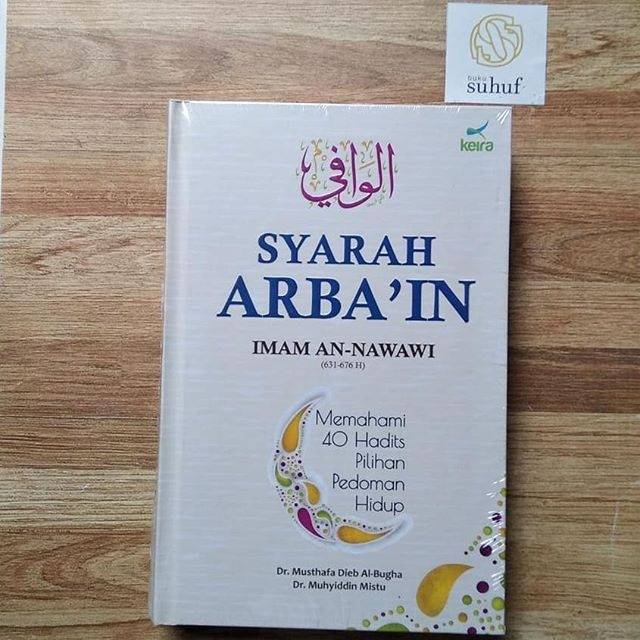 buku
suhuf
keira
الوافي
SYARAH
ARBA'IN
IMAM AN-NAWAWI
(631-676 H)
Memahami
40 Hadits
Pilihan
Pedoman
Hidup
Dr. Musthafa Dieb Al-Bugha
Dr. Muhyiddin Mistu